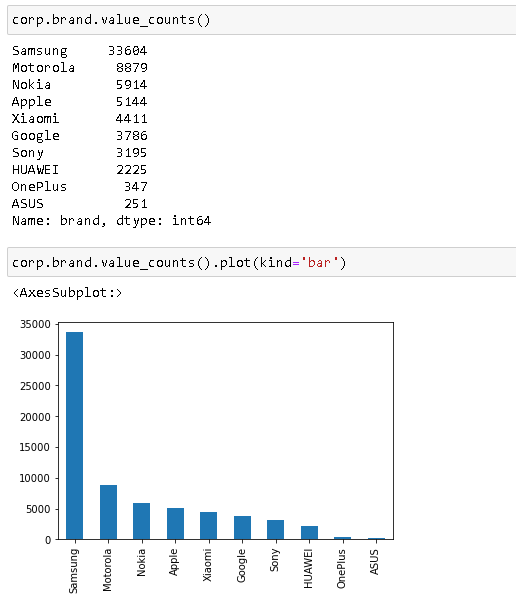 corp.brand.value_counts()
Samsung     33604
Motorola     8879
Nokia        5914
Apple        5144
Xiaomi       4411
Google       3786
Sony         3195
HUAWEI       2225
OnePlus       347
ASUS          251
Name: brand, dtype: int64
corp.brand.value_counts().plot(kind='bar')
<AxesSubplot:>
35000
30000
25000
20000
15000
10000
5000
0
Samsung
Motorola
Nokia
Apple
Xiaomi
Google
Sony
HUAWEI
OnePlus
ASUS